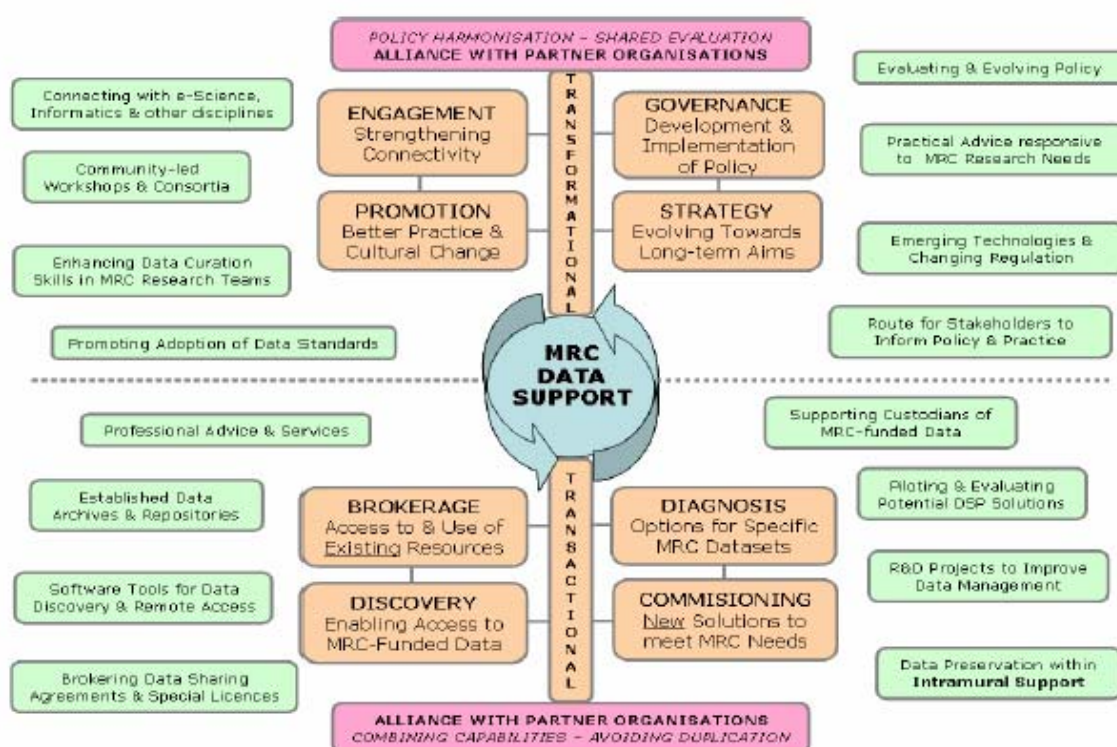 POLICY HARMONISATION – SHARED EVALUATION
ALLIANCE WITH PARTNER ORGANISATIONS
Connecting with e-Science,
Informatics & other disciplines
Community-led
Workshops & Consortia
Enhancing Data Curation
Skills in MRC Research Teams
Promoting Adoption of Data Standards
ENGAGEMENT
Strengthening
Connectivity
PROMOTION
Better Practice &
Cultural Change
TRANSFORMATIONAL
GOVERNANCE
Development &
Implementation
of Policy
STRATEGY
Evolving Towards
Long-term Aims
Evaluating & Evolving Policy
Practical Advice responsive
to MRC Research Needs
Emerging Technologies &
Changing Regulation
Route for Stakeholders to
Inform Policy & Practice
MRC
DATA
SUPPORT
Professional Advice & Services
Established Data
Archives & Repositories
Software Tools for Data
Discovery & Remote Access
Brokering Data Sharing
Agreements & Special Licences
BROKERAGE
Access to & Use of
Existing Resources
DISCOVERY
Enabling Access to
MRC-Funded Data
TRANSACTIONAL
DIAGNOSIS
Options for Specific
MRC Datasets
COMMISIONING
New Solutions to
meet MRC Needs
Supporting Custodians of
MRC-funded Data
Piloting & Evaluating
Potential DSP Solutions
R&D Projects to Improve
Data Management
Data Preservation within
Intramural Support
ALLIANCE WITH PARTNER ORGANISATIONS
COMBINING CAPABILITIES – AVOIDING DUPLICATION